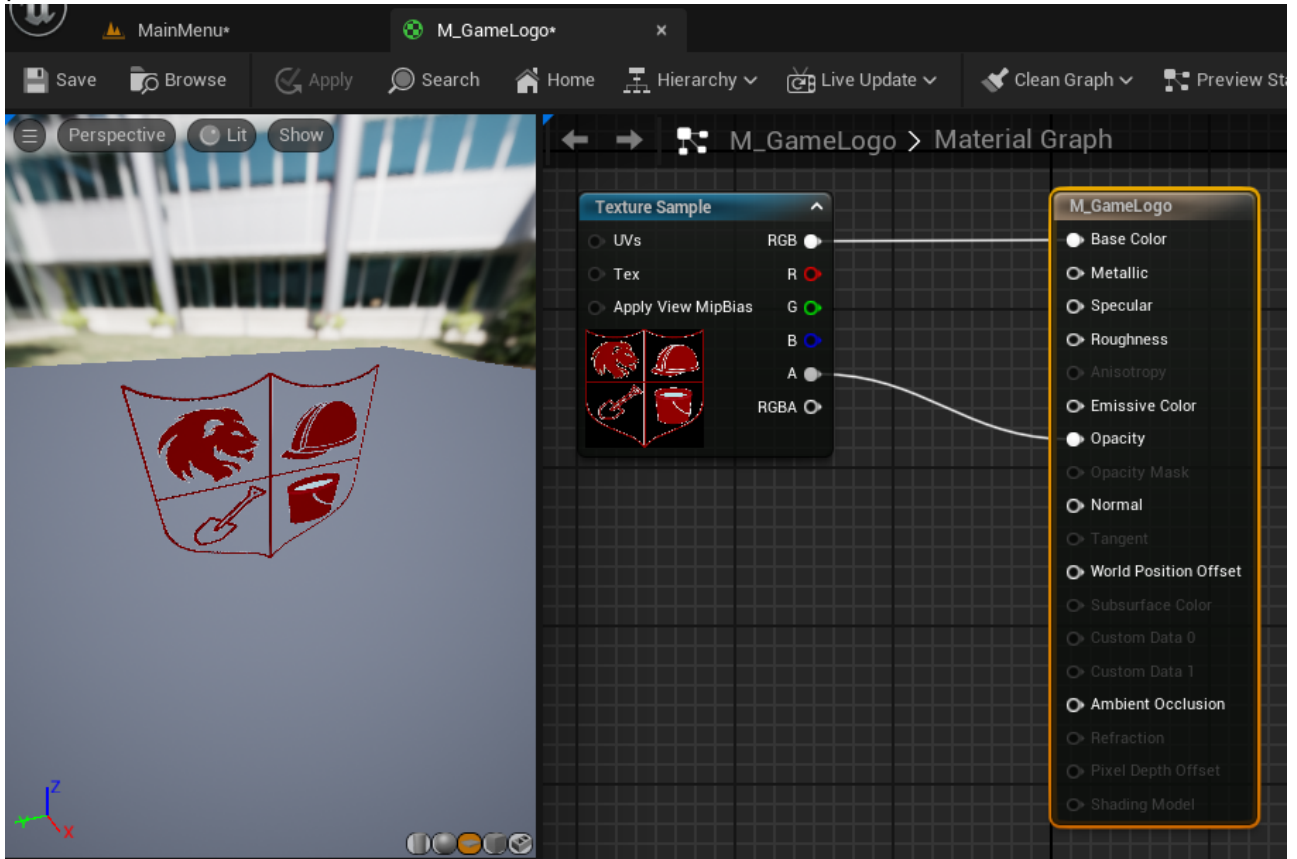 MainMenu*
M_GameLogo*
Save
Browse
Apply
Search
Home
Hierarchy
Live Update
Clean Graph
Preview Sta
Perspective
Lit
Show
M_GameLogo > Material Graph
Texture Sample
UVs
RGB
Tex
R
Apply View MipBias
G
B
A
RGBA
M_GameLogo
Base Color
Metallic
Specular
Roughness
Anisotropy
Emissive Color
Opacity
Opacity Mask
Normal
Tangent
World Position Offset
Subsurface Color
Custom Data 0
Custom Data 1
Ambient Occlusion
Refraction
Pixel Depth Offset
Shading Model
Z
Y
X